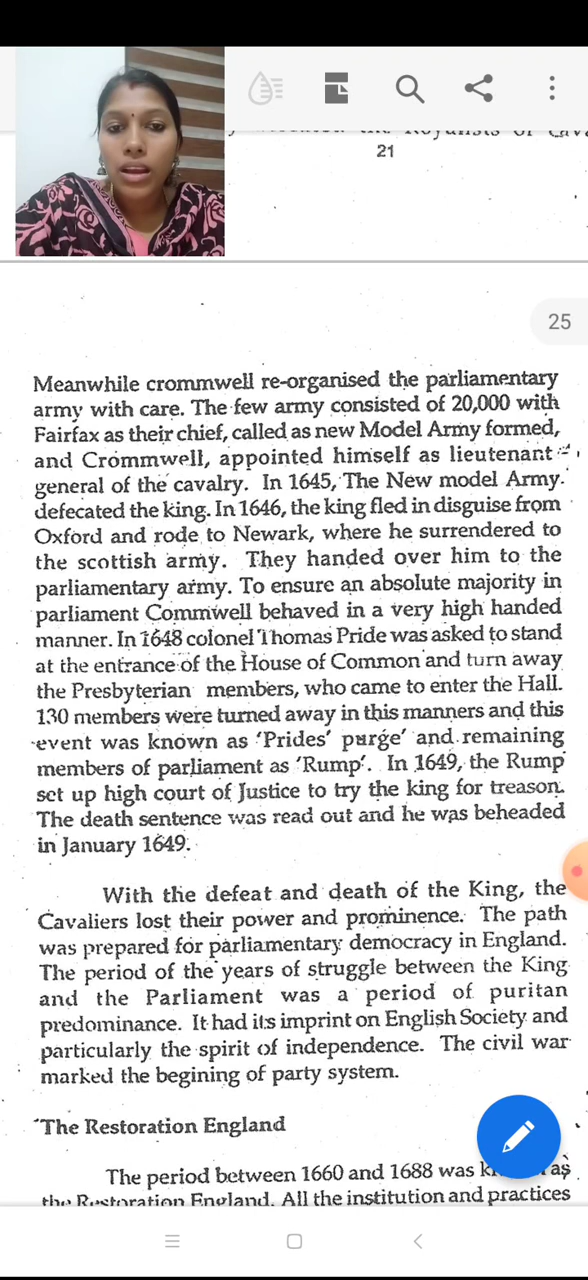 21
25
Meanwhile crommwell re-organised the parliamentary
army with care. The few army consisted of 20,000 with
Fairfax as their chief, called as new Model Army formed,
and Crommwell, appointed himself as lieutenant
general of the cavalry. In 1645, The New model Army.
defecated the king. In 1646, the king fled in disguise from
Oxford and rode to Newark, where he surrendered to
the scottish army. They handed over him to the
parliamentary army. To ensure an absolute majority in
parliament Commwell behaved in a very high handed
manner. In 1648 colonel Thomas Pride was asked to stand
at the entrance of the House of Common and turn away
the Presbyterian members, who came to enter the Hall.
130 members were turned away in this manners and this
event was known as 'Prides' purge' and remaining
members of parliament as 'Rump'. In 1649, the Rump
set up high court of Justice to try the king for treason.
The death sentence was read out and he was beheaded
in January 1649.
With the defeat and death of the King, the
Cavaliers lost their power and prominence. The path
was prepared for parliamentary democracy in England.
The period of the years of struggle between the King
and the Parliament was a period of puritan
predominance. It had its imprint on English Society and
particularly the spirit of independence. The civil war
marked the begining of party system.
The Restoration England
The period between 1660 and 1688 was as
the Restoration England. All the institution and practices